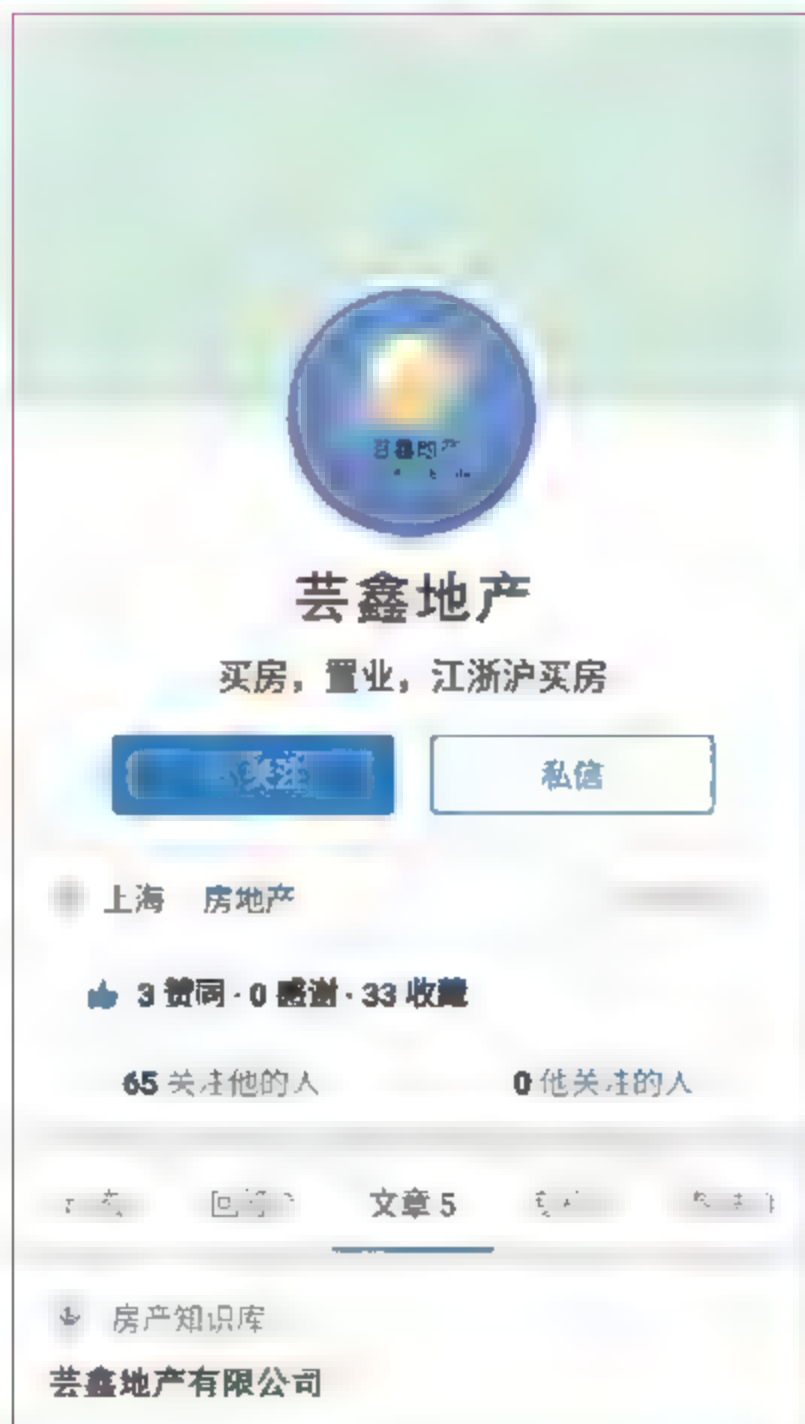 芸鑫地产
买房，置业，江浙沪买房
关注 私信
上海 房地产
3 赞同 · 0 感谢 · 33 收藏
65 关注他的人 0 他关注的人
文章 5
房产知识库
芸鑫地产有限公司